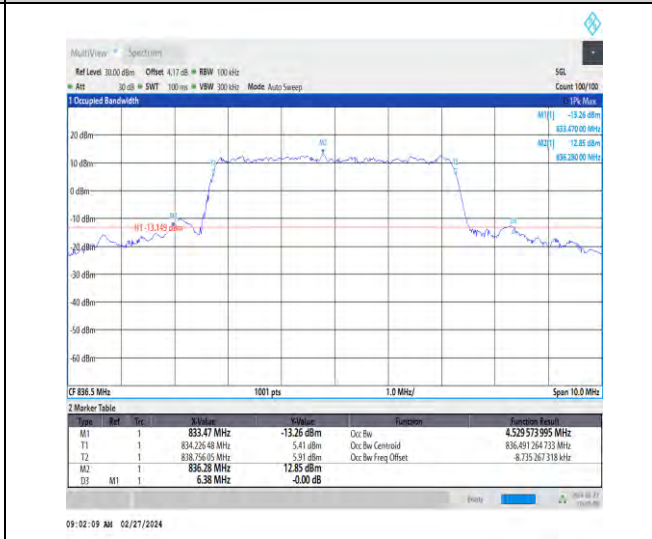 MultiView Spectrum
Ref Level 30.00 dBm Offset 4.17 dB RBW 100 kHz SGL
Att 30 dB SWT 100 ms VBW 300 kHz Mode Auto Sweep Count 100/100
1 Occupied Bandwidth 1Pk Max
M1[1] -13.26 dBm
833.470 00 MHz
M2[1] 12.85 dBm
836.280 00 MHz
20 dBm
M2
10 dBm
T1
0 dBm
-10 dBm
M1
D3
H1 -13.149 dBm
-20 dBm
-30 dBm
-40 dBm
-50 dBm
-60 dBm
CF 836.5 MHz 1001 pts 1.0 MHz/ Span 10.0 MHz
2 Marker Table
Type Ref Trc X-Value Y-Value Function Function Result
M1 1 833.47 MHz -13.26 dBm Occ Bw 4.529 573 995 MHz
T1 1 834.226 48 MHz 5.41 dBm Occ Bw Centroid 836.491 264 733 MHz
T2 1 838.756 05 MHz 5.91 dBm Occ Bw Freq Offset -8.735 267 318 kHz
M2 1 836.28 MHz 12.85 dBm
D3 M1 1 6.38 MHz -0.00 dB
09:02:09 AM 02/27/2024